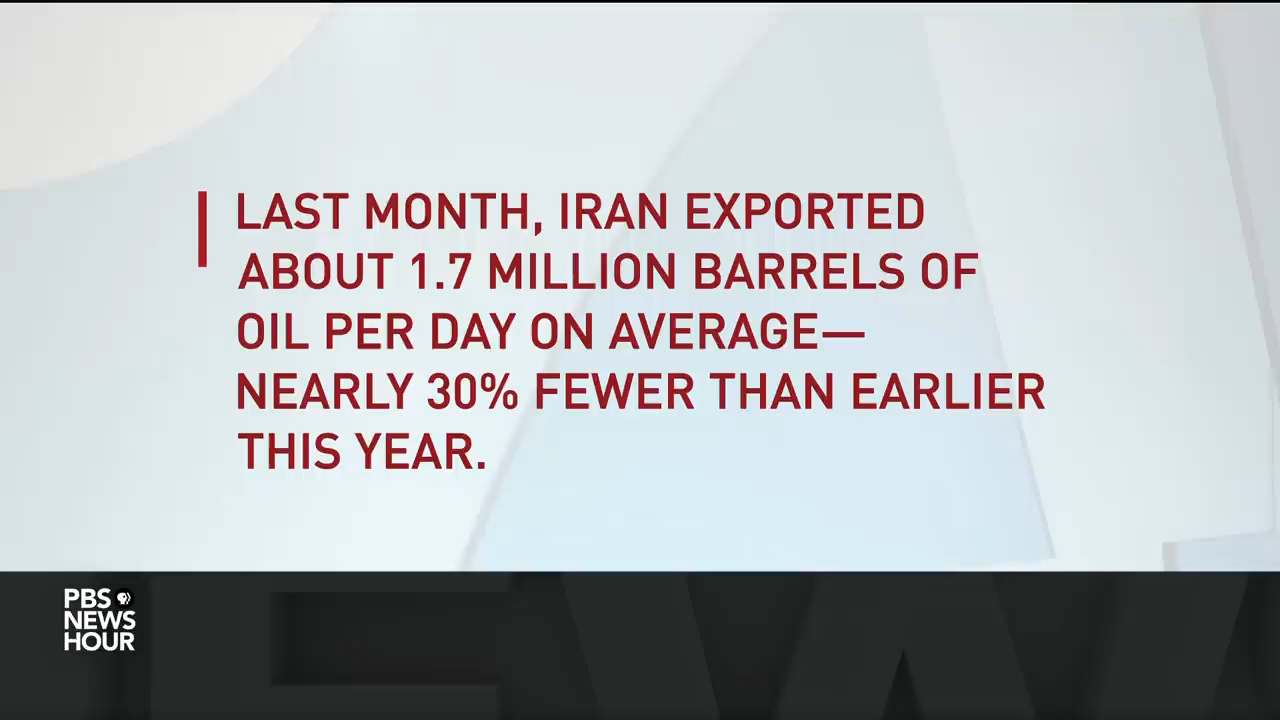 LAST MONTH, IRAN EXPORTED
ABOUT 1.7 MILLION BARRELS OF
OIL PER DAY ON AVERAGE—
NEARLY 30% FEWER THAN EARLIER
THIS YEAR.
PBS
NEWS
HOUR